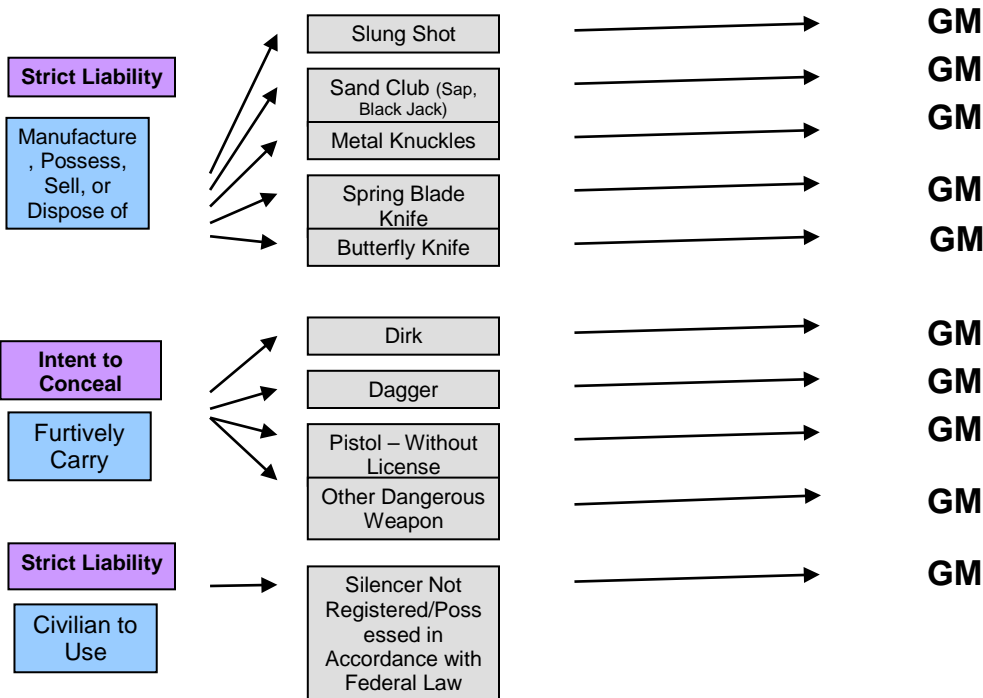 Strict Liability
Manufacture
, Possess,
Sell, or
Dispose of
Slung Shot
GM
Sand Club (Sap,
Black Jack)
GM
Metal Knuckles
GM
Spring Blade
Knife
GM
Butterfly Knife
GM
Intent to
Conceal
Furtively
Carry
Dirk
GM
Dagger
GM
Pistol – Without
License
GM
Other Dangerous
Weapon
GM
Strict Liability
Civilian to
Use
Silencer Not
Registered/Poss
essed in
Accordance with
Federal Law
GM